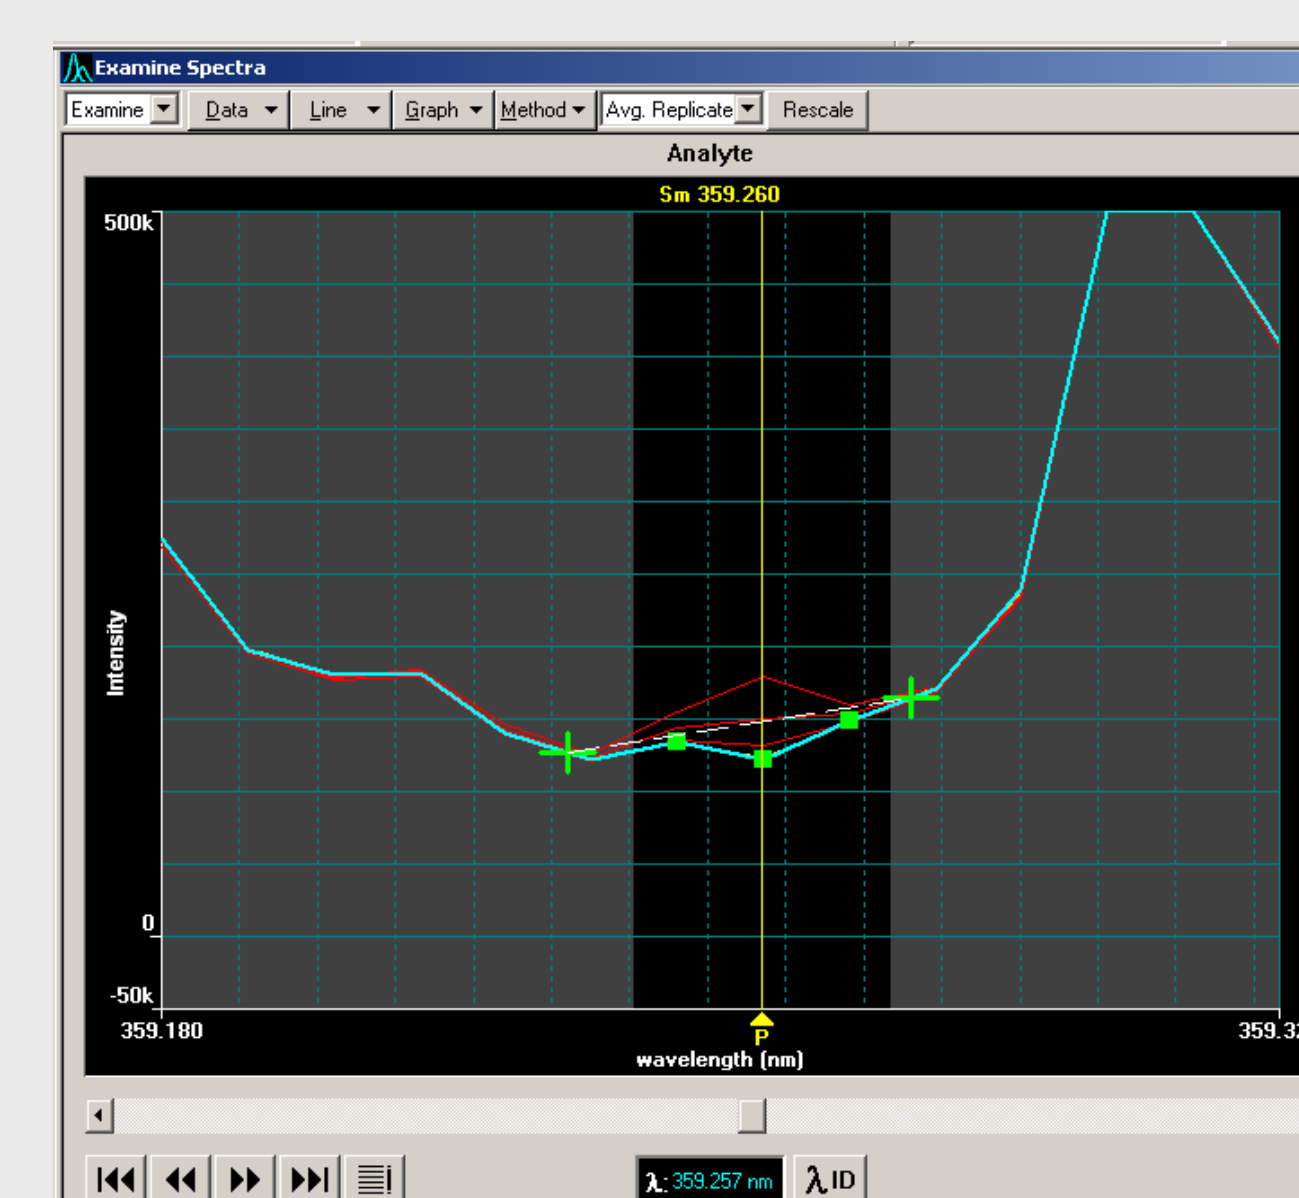 Examine Spectra
Examine Data Line Graph Method Avg. Replicate Rescale
Analyte
Sm 359.260
500k
Intensity
0
-50k
359.180
P
wavelength (nm)
λ: 359.257 nm λ ID